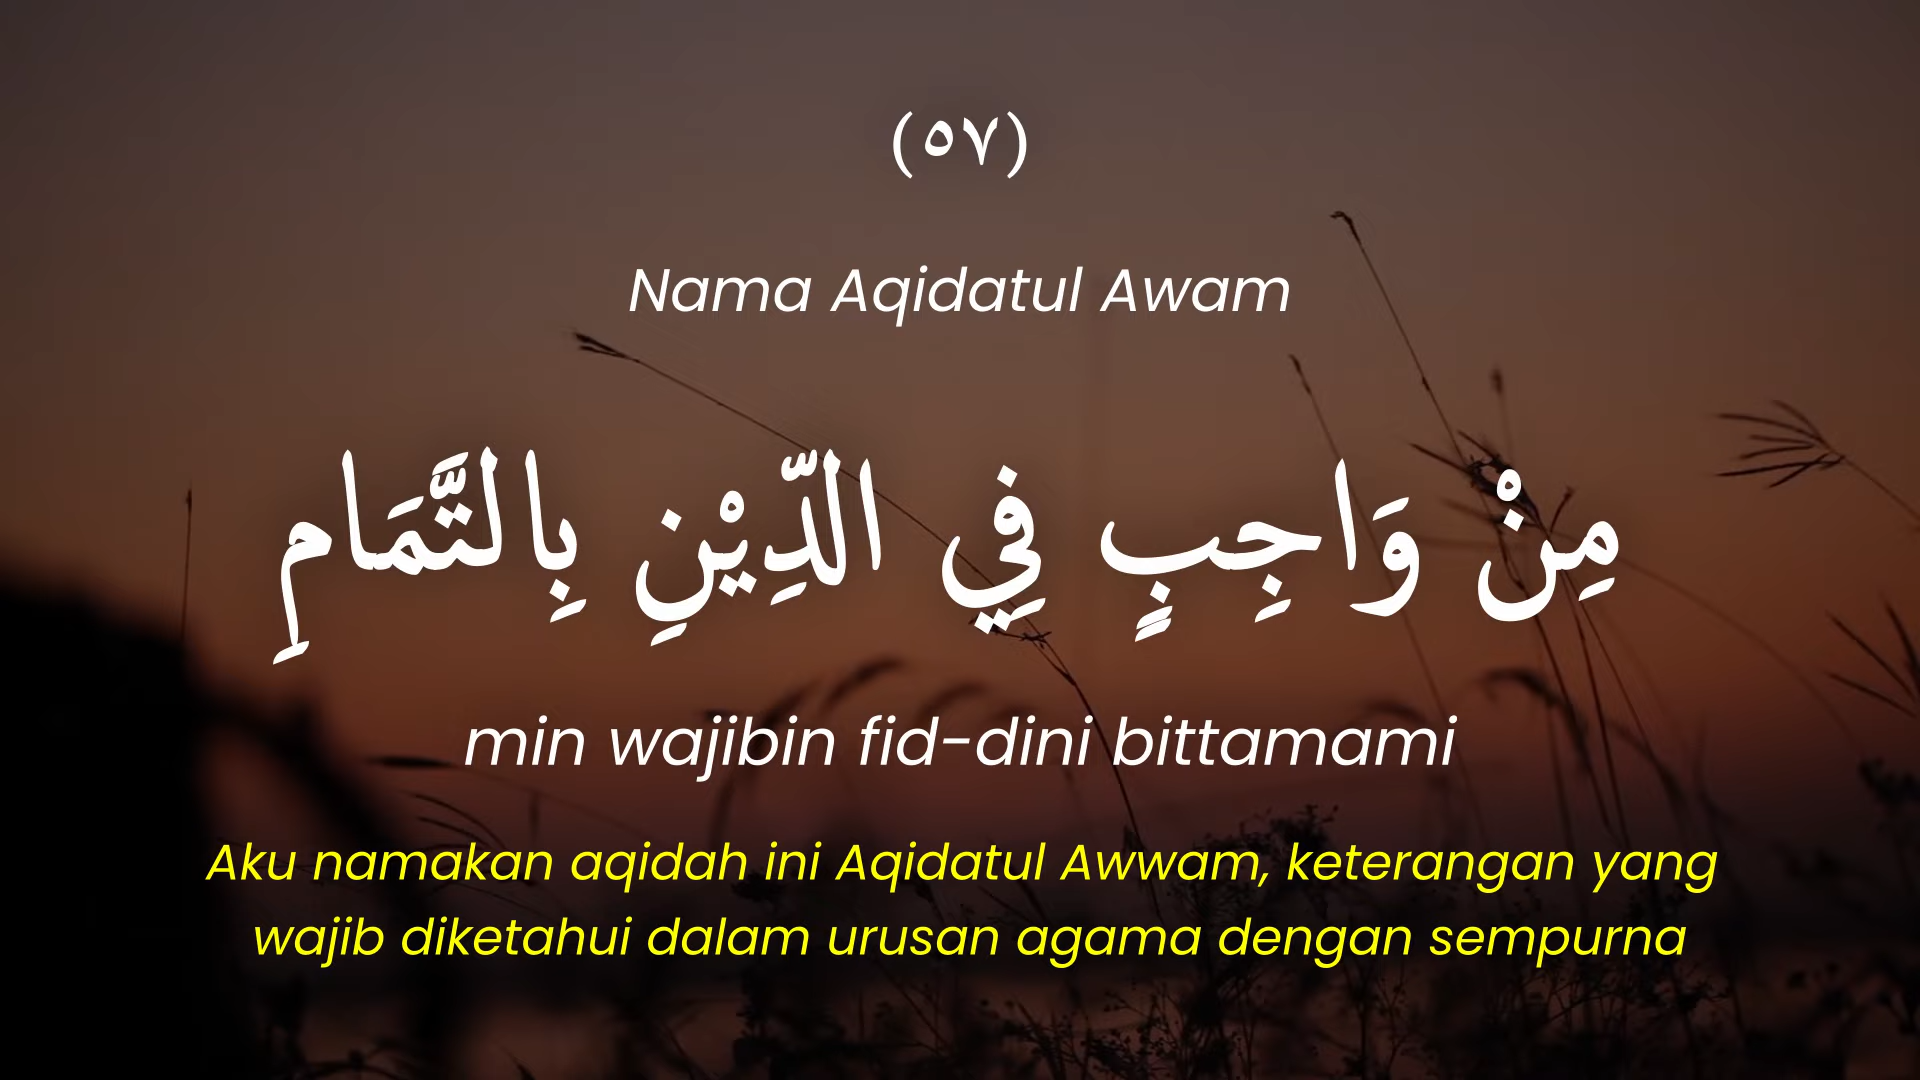 (٥٧)
Nama Aqidatul Awam
مِنْ وَاجِبٍ فِي الدِّيْنِ بِالتَّمَامِ
min wajibin fid-dini bittamami
Aku namakan aqidah ini Aqidatul Awwam, keterangan yang
wajib diketahui dalam urusan agama dengan sempurna